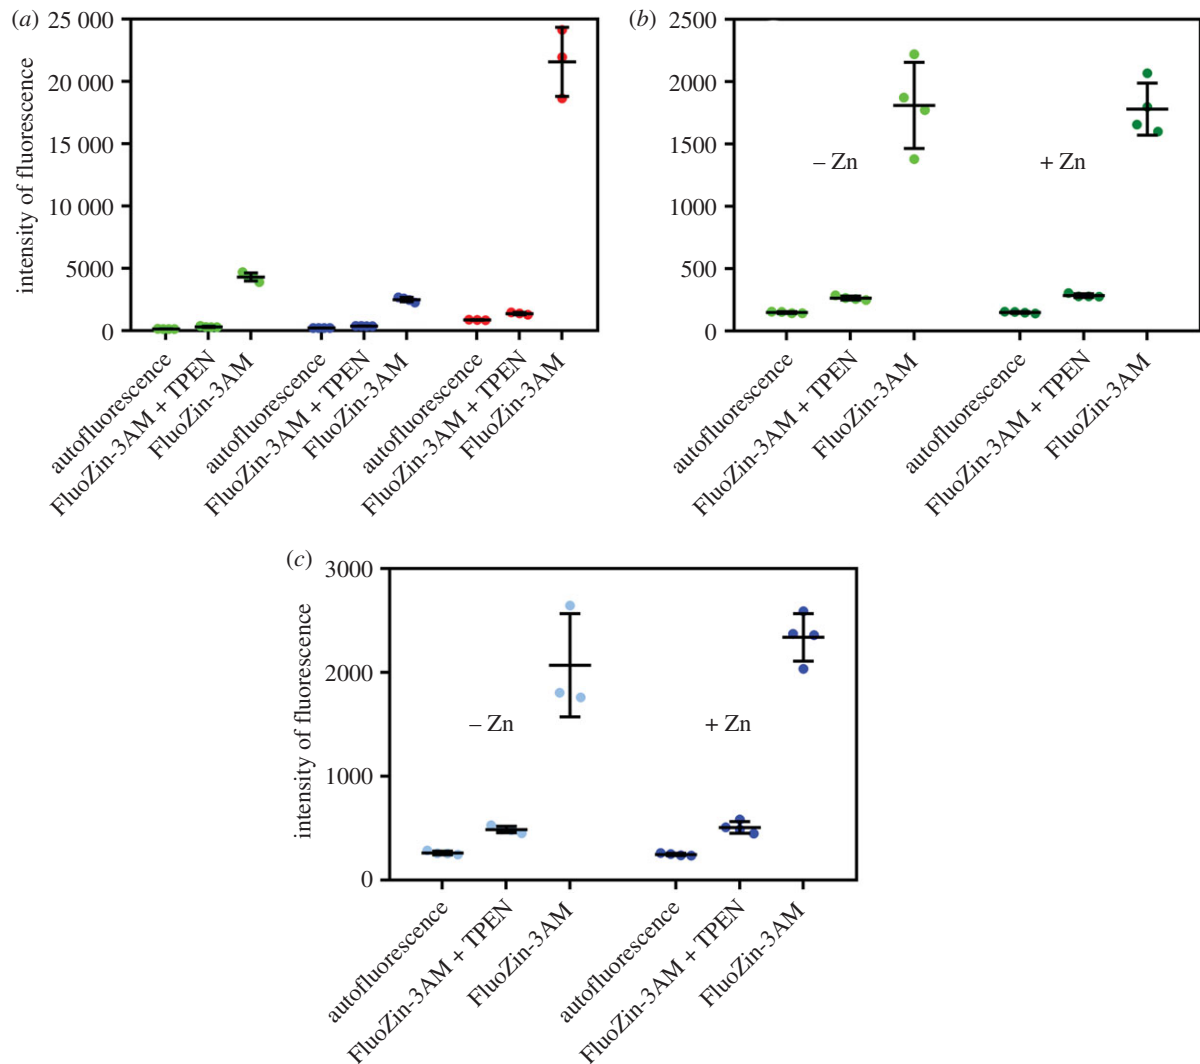 (a)
25 000
20 000
15 000
10 000
5000
0
intensity of fluorescence
autofluorescence
FluoZin-3AM + TPEN
FluoZin-3AM
autofluorescence
FluoZin-3AM + TPEN
FluoZin-3AM
autofluorescence
FluoZin-3AM + TPEN
FluoZin-3AM
(b)
2500
2000
1500
1000
500
0
– Zn
+ Zn
autofluorescence
FluoZin-3AM + TPEN
FluoZin-3AM
autofluorescence
FluoZin-3AM + TPEN
FluoZin-3AM
(c)
3000
2000
1000
0
intensity of fluorescence
– Zn
+ Zn
autofluorescence
FluoZin-3AM + TPEN
FluoZin-3AM
autofluorescence
FluoZin-3AM + TPEN
FluoZin-3AM